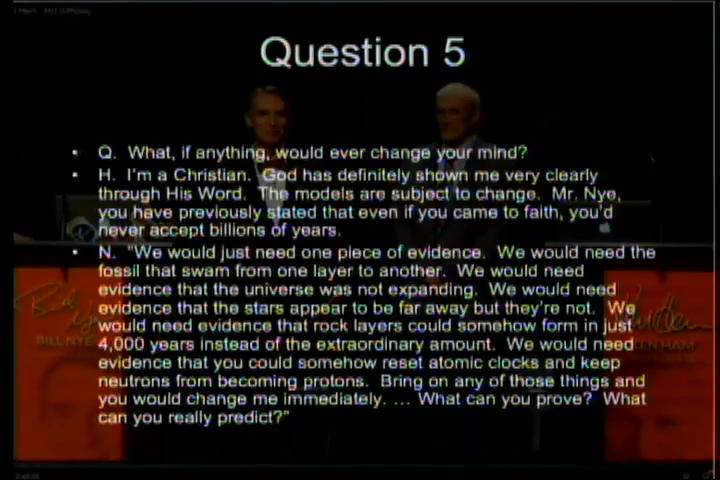 Question 5
• Q. What, if anything, would ever change your mind?
• H. I'm a Christian. God has definitely shown me very clearly
through His Word. The models are subject to change. Mr. Nye,
you have previously stated that even if you came to faith, you'd
never accept billions of years.
• N. "We would just need one piece of evidence. We would need the
fossil that swam from one layer to another. We would need
evidence that the universe was not expanding. We would need
evidence that the stars appear to be far away but they're not. We
would need evidence that rock layers could somehow form in just
4,000 years instead of the extraordinary amount. We would need
evidence that you could somehow reset atomic clocks and keep
neutrons from becoming protons. Bring on any of those things and
you would change me immediately. … What can you prove? What
can you really predict?"
BILL NYE
KEN HAM